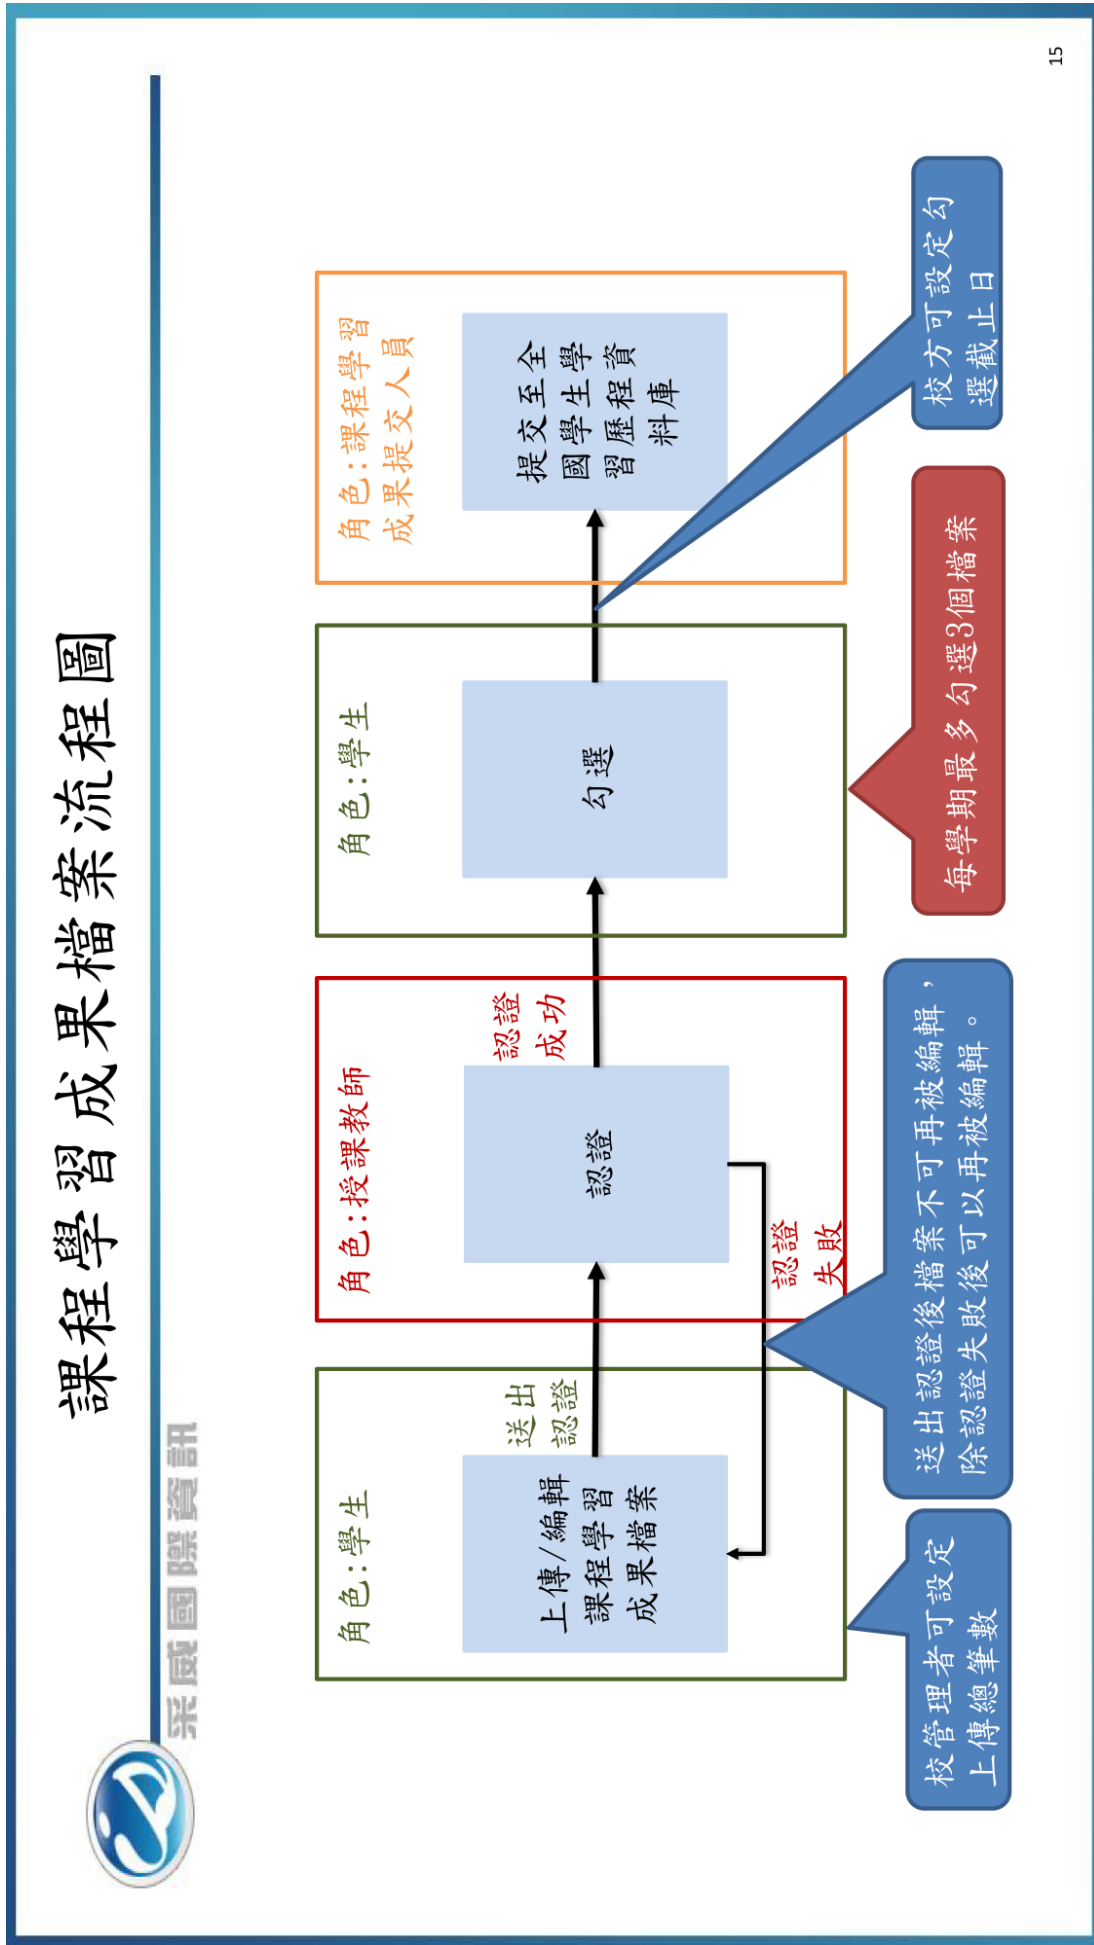 課程學習成果檔案流程圖
采威國際資訊
角色:學生
上傳/編輯
課程學習
成果檔案
送出
認證
角色:授課教師
認證
認證
成功
認證
失敗
角色:學生
勾選
角色:課程學習
成果提交人員
提交至全
國學生學
習歷程資
料庫
校管理者可設定
上傳總筆數
送出認證後檔案不可再被編輯，
除認證失敗後可以再被編輯。
每學期最多勾選3個檔案
校方可設定勾
選截止日
15